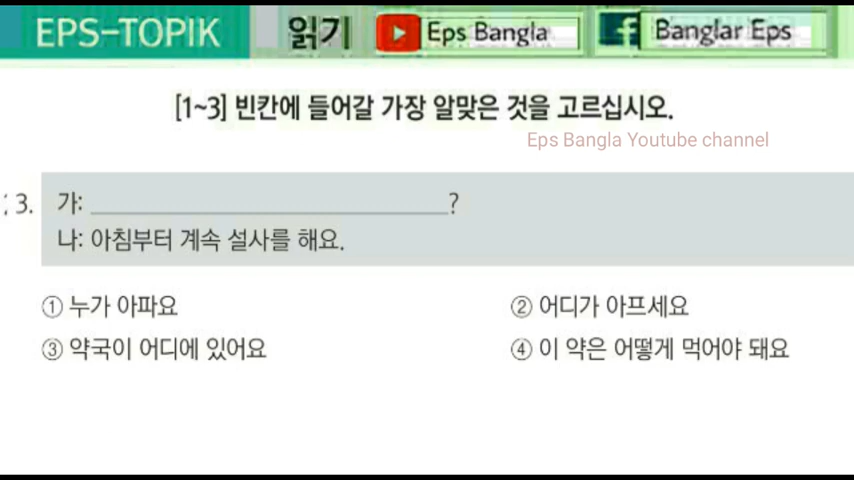 EPS-TOPIK 읽기 Eps Bangla Banglar Eps
[1~3] 빈칸에 들어갈 가장 알맞은 것을 고르십시오.
Eps Bangla Youtube channel
3. 가: ______________________________?
나: 아침부터 계속 설사를 해요.
① 누가 아파요 ② 어디가 아프세요
③ 약국이 어디에 있어요 ④ 이 약은 어떻게 먹어야 돼요